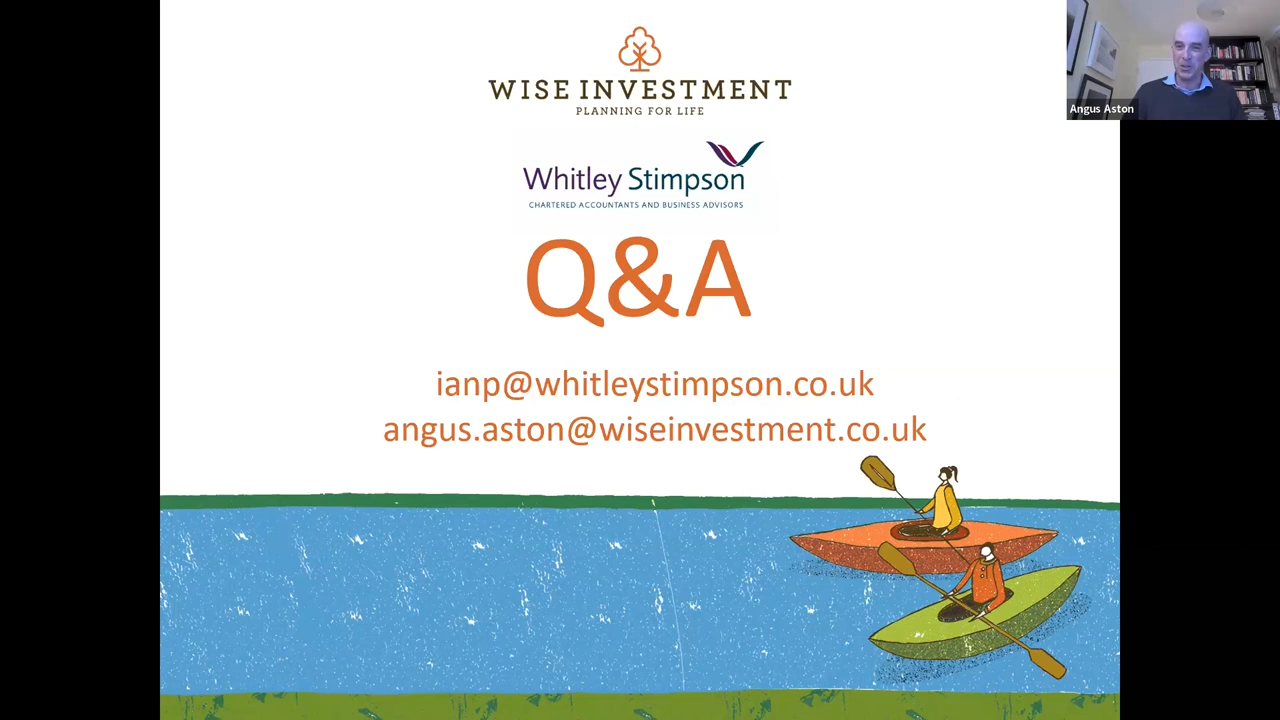 WISE INVESTMENT
PLANNING FOR LIFE
Whitley Stimpson
CHARTERED ACCOUNTANTS AND BUSINESS ADVISORS
Q&A
ianp@whitleystimpson.co.uk
angus.aston@wiseinvestment.co.uk
Angus Aston